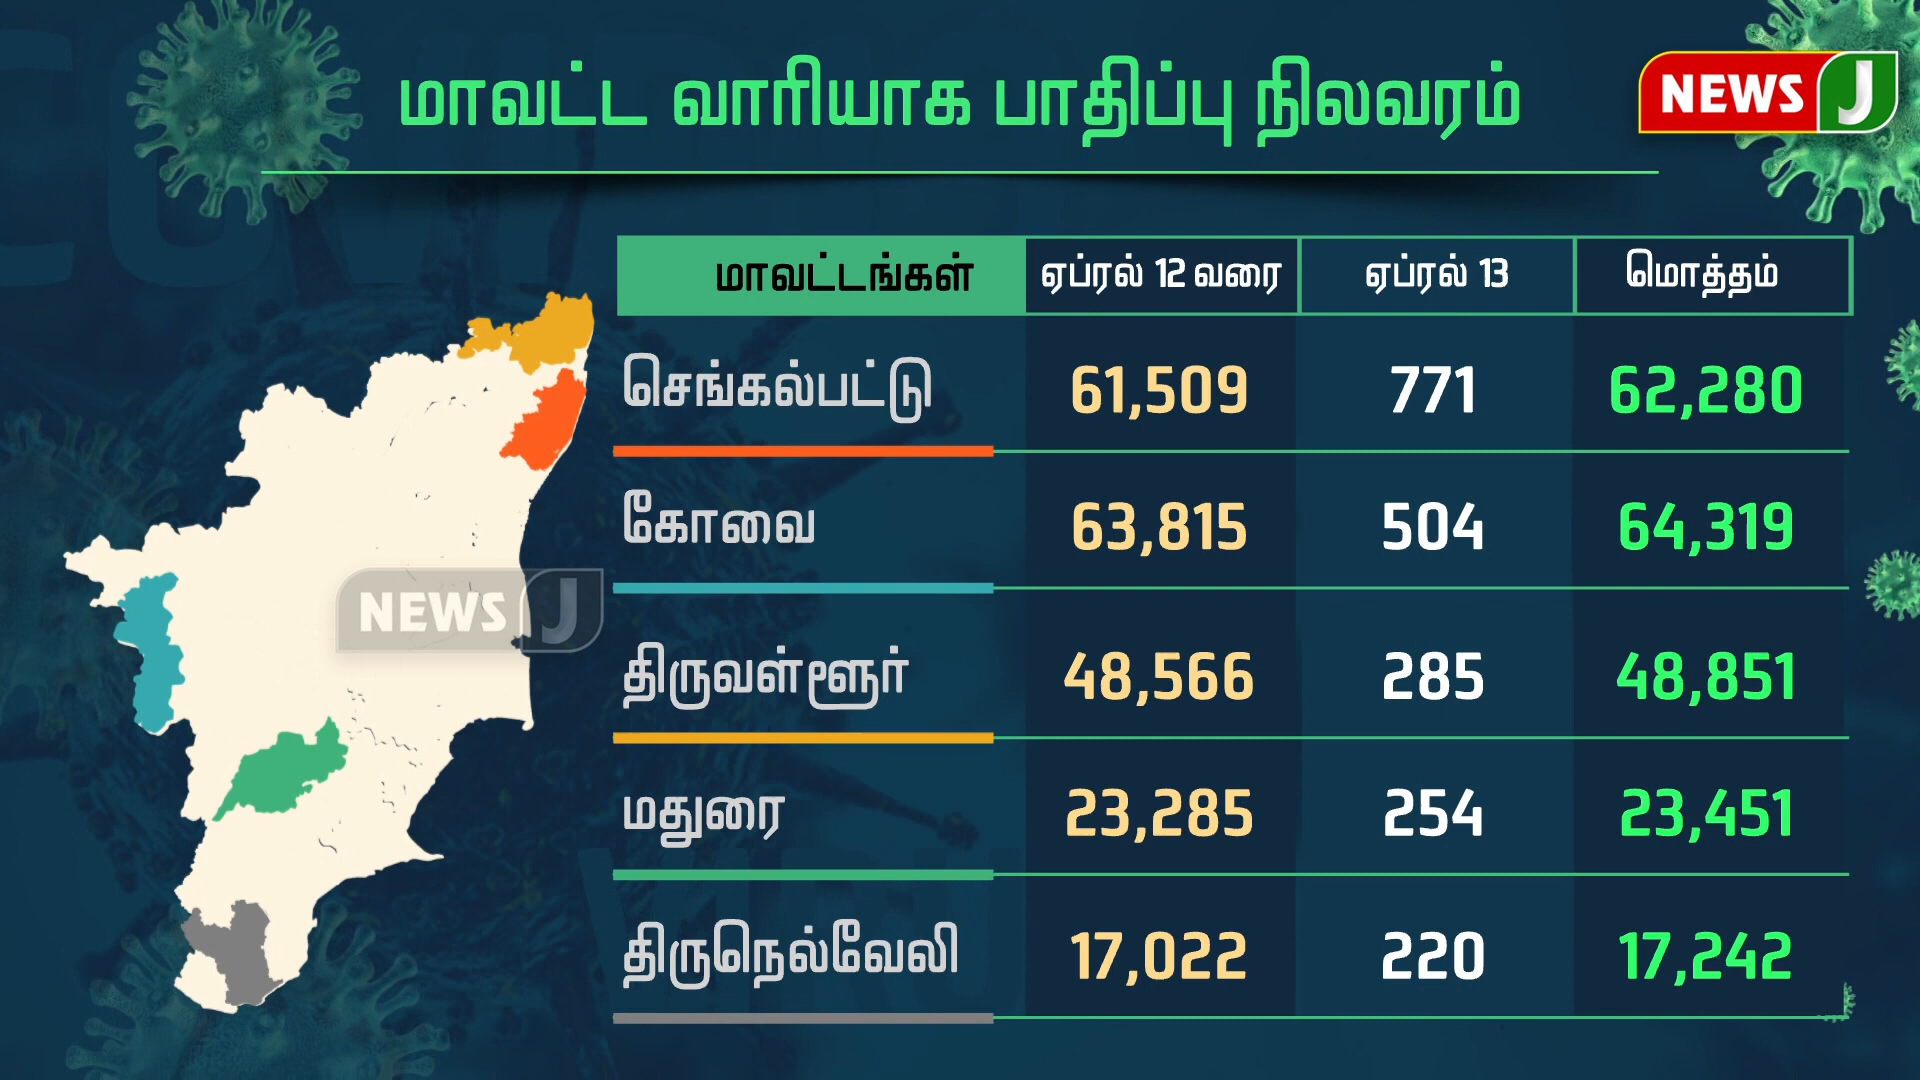 மாவட்ட வாரியாக பாதிப்பு நிலவரம்
NEWS J
மாவட்டங்கள் ஏப்ரல் 12 வரை ஏப்ரல் 13 மொத்தம்
செங்கல்பட்டு 61,509 771 62,280
கோவை 63,815 504 64,319
NEWS J
திருவள்ளூர் 48,566 285 48,851
மதுரை 23,285 254 23,451
திருநெல்வேலி 17,022 220 17,242